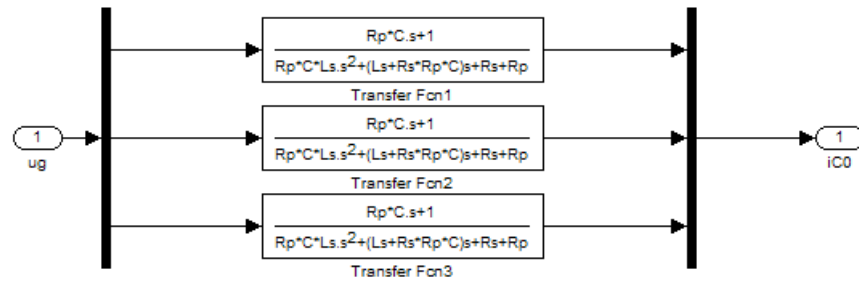 Rp*C.s+1
Rp*C*Ls.s2+(Ls+Rs*Rp*C)s+Rs+Rp
Transfer Fcn1
1
ug
Rp*C.s+1
Rp*C*Ls.s2+(Ls+Rs*Rp*C)s+Rs+Rp
Transfer Fcn2
1
iC0
Rp*C.s+1
Rp*C*Ls.s2+(Ls+Rs*Rp*C)s+Rs+Rp
Transfer Fcn3